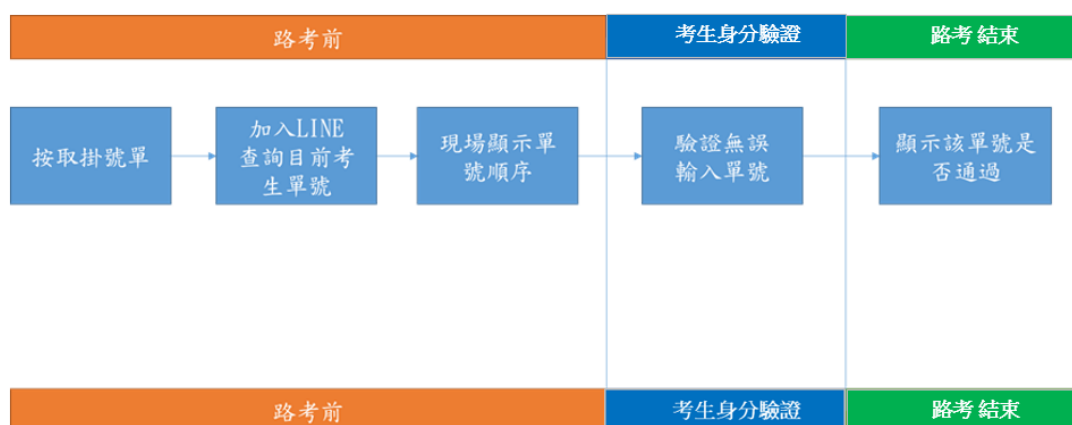 路考前
考生身分驗證
路考 結束
按取掛號單
加入LINE
查詢目前考
生單號
現場顯示單
號順序
驗證無誤
輸入單號
顯示該單號是
否通過
路考前
考生身分驗證
路考 結束